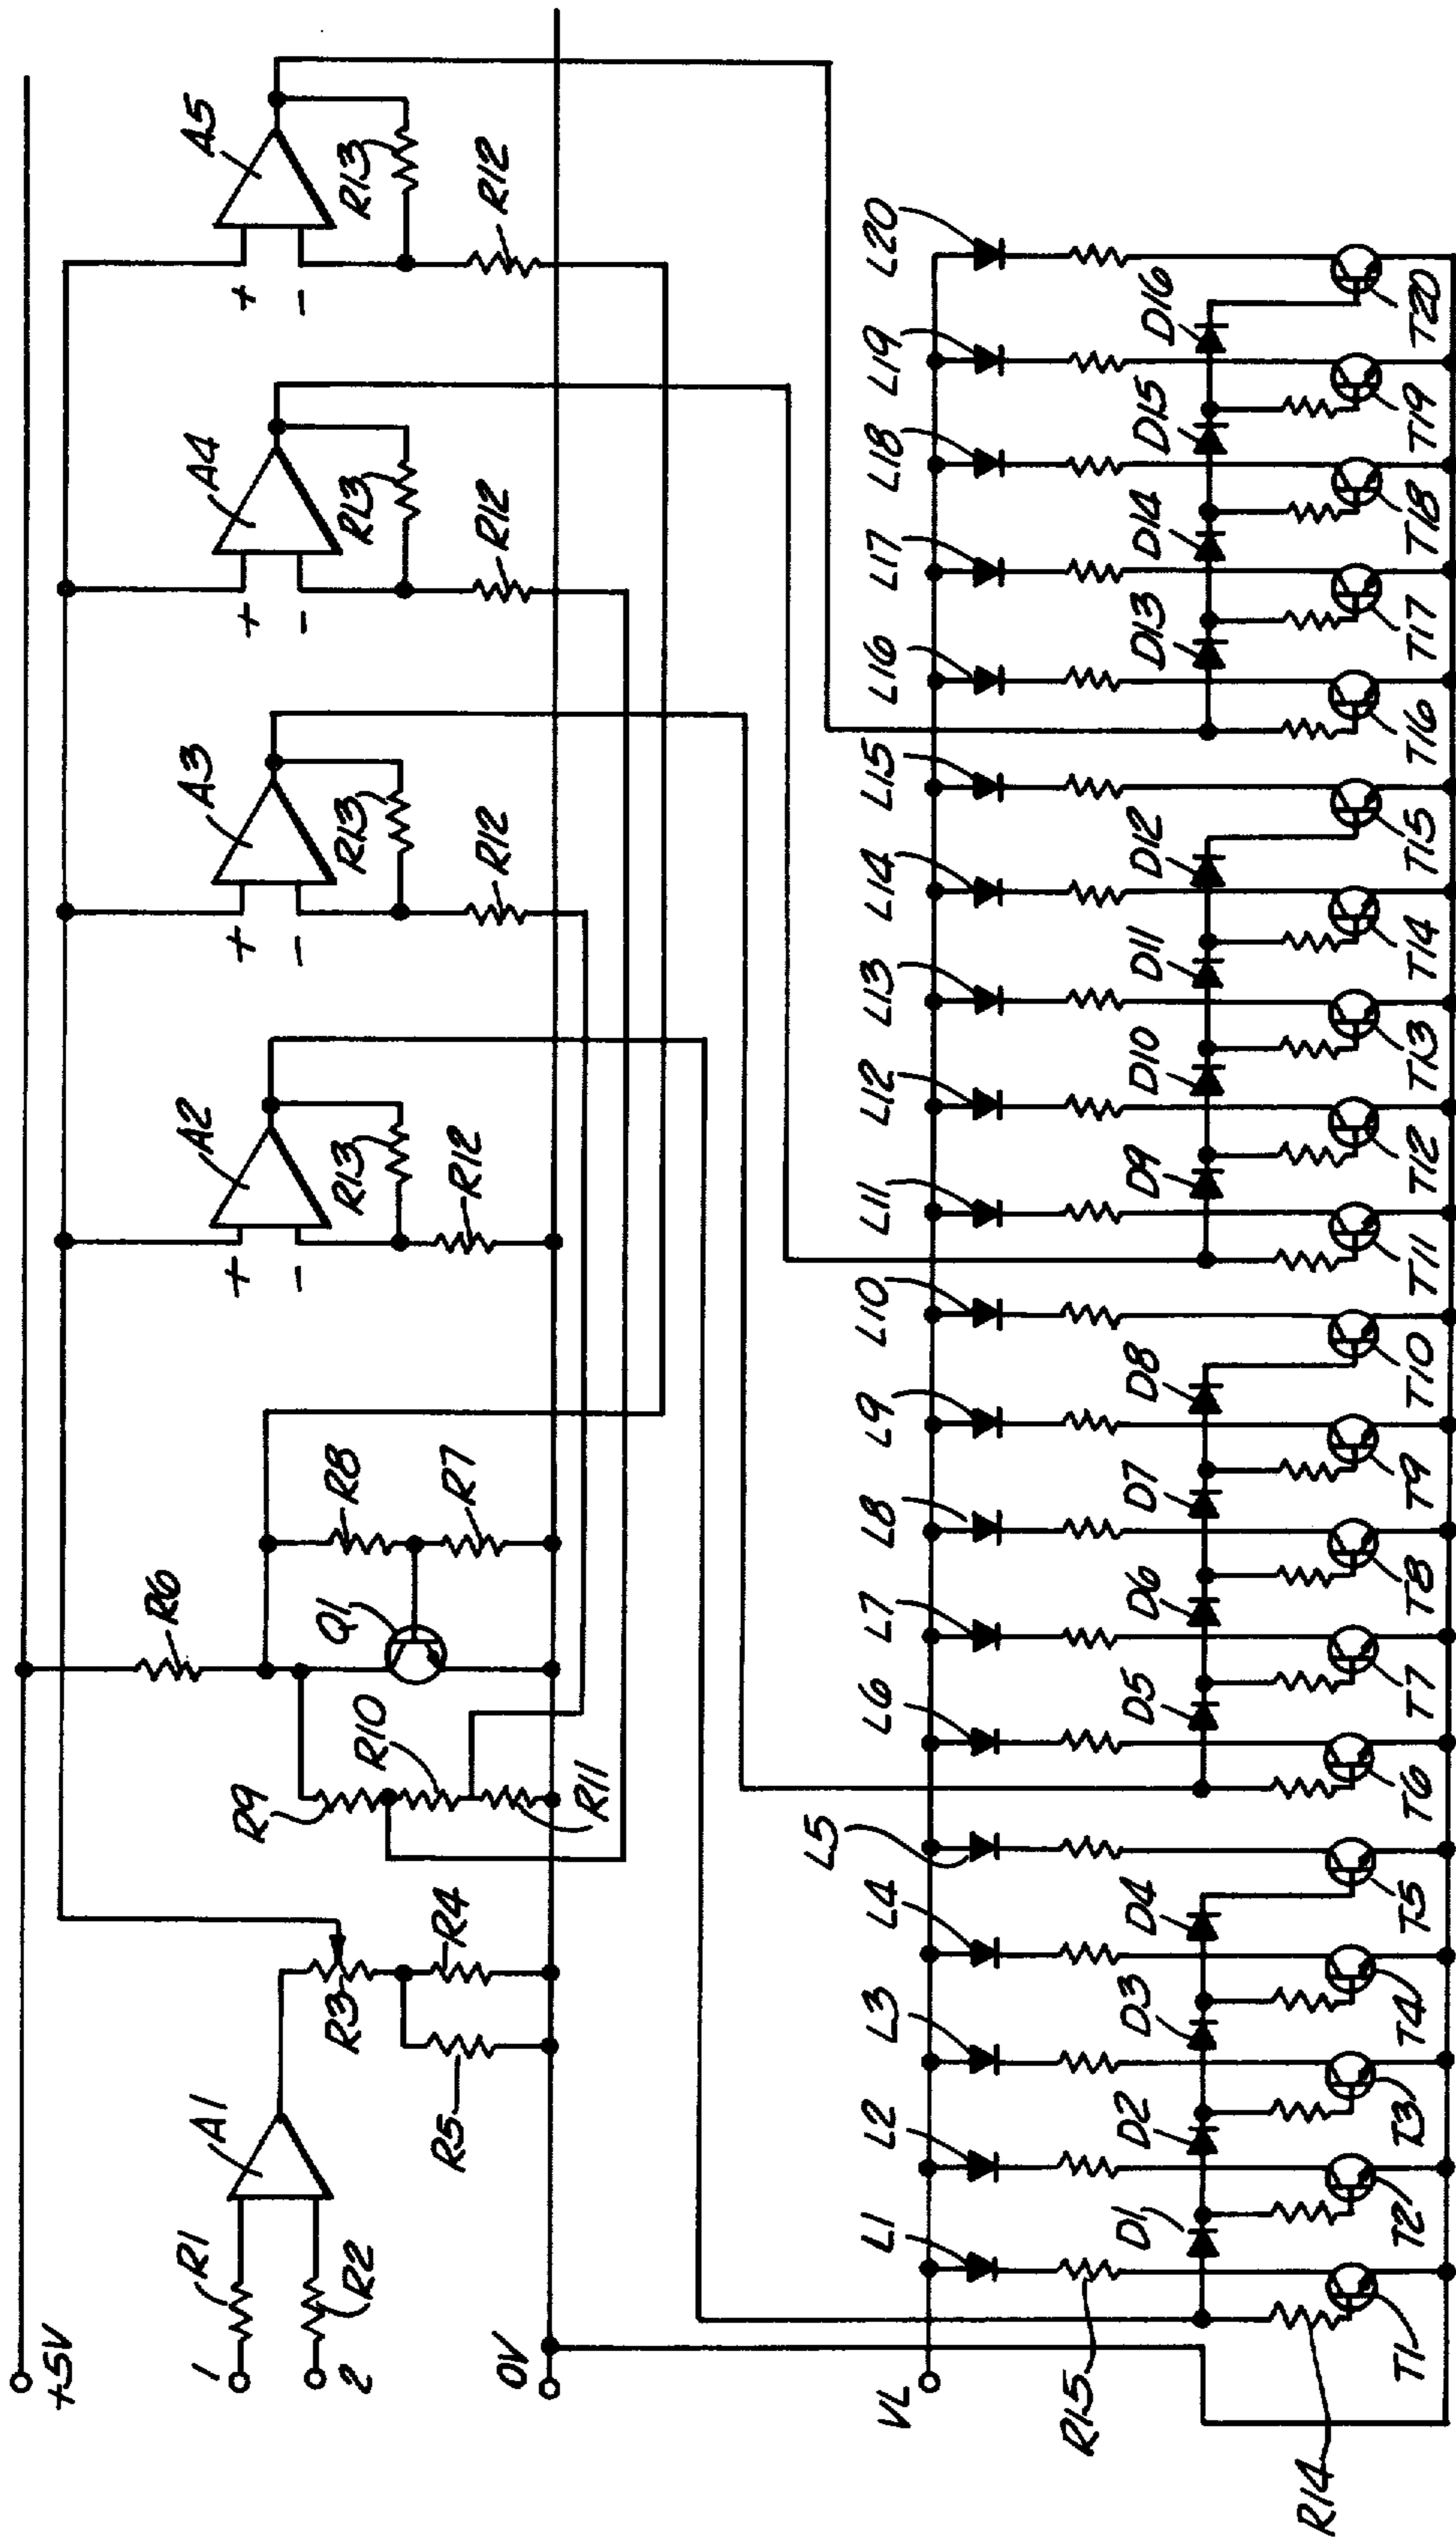 +5V
1
R1
2
R2
A1
R3
R5
R4
R9
R10
R11
R6
Q1
R8
R7
+
-
A2
R13
R12
+
-
A3
R13
R12
+
-
A4
R13
R12
+
-
A5
R13
R12
0V
VL
L1
L2
L3
L4
L5
L6
L7
L8
L9
L10
L11
L12
L13
L14
L15
L16
L17
L18
L19
L20
R15
D1
D2
D3
D4
D5
D6
D7
D8
D9
D10
D11
D12
D13
D14
D15
D16
R14
T1
T2
T3
T4
T5
T6
T7
T8
T9
T10
T11
T12
T13
T14
T15
T16
T17
T18
T19
T20